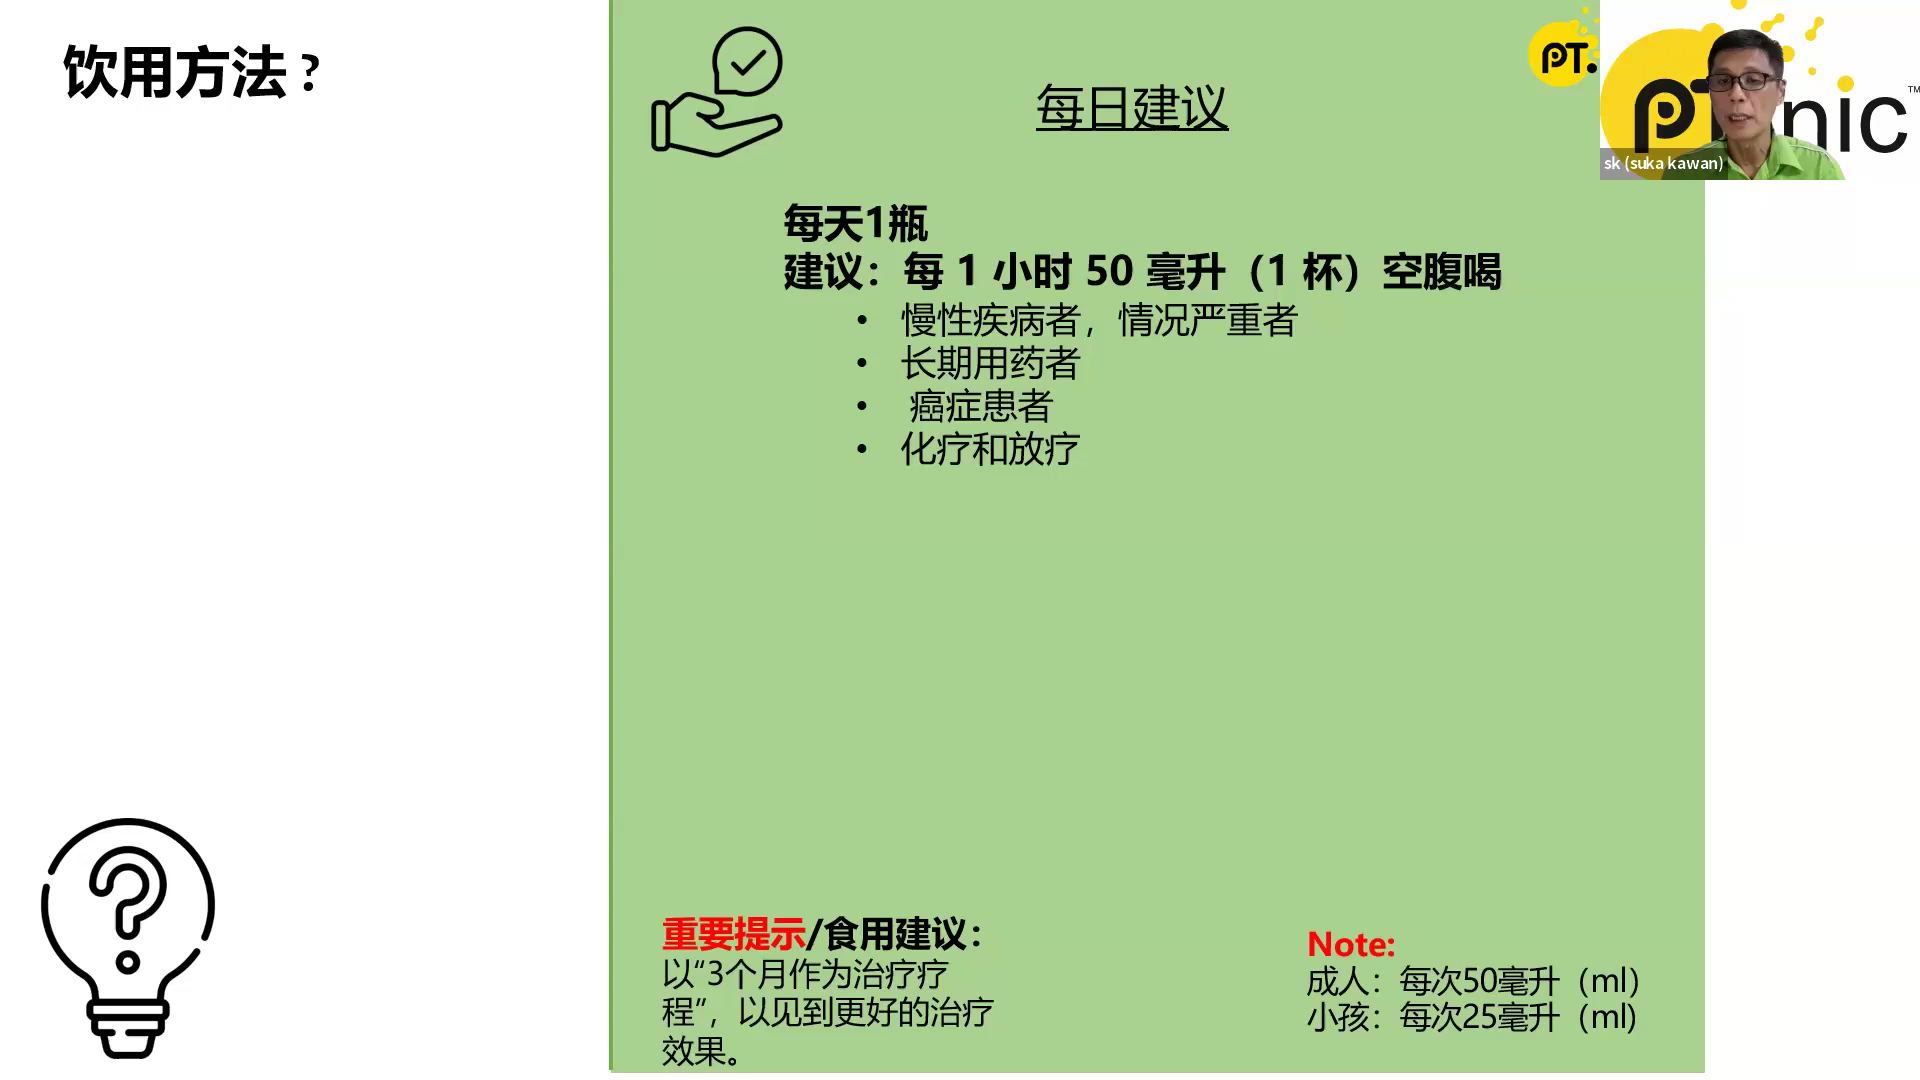 饮用方法？
每日建议
PT.
nic
TM
sk (suka kawan)
每天1瓶
建议：每 1 小时 50 毫升（1 杯）空腹喝
• 慢性疾病者，情况严重者
• 长期用药者
• 癌症患者
• 化疗和放疗
重要提示/食用建议：
以“3个月作为治疗疗
程”，以见到更好的治疗
效果。
Note:
成人：每次50毫升（ml）
小孩：每次25毫升（ml)